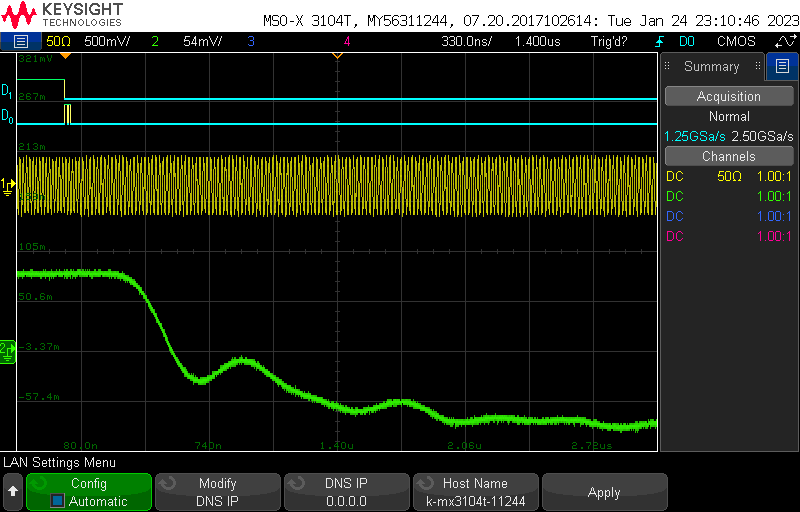 KEYSIGHT
TECHNOLOGIES
MSO-X 3104T, MY56311244, 07.20.2017102614: Tue Jan 24 23:10:46 2023
50Ω 500mV/ 2 54mV/ 3 4 330.0ns/ 1.400us Trig'd? D0 CMOS
321mV
D1
267m
D0
213m
1
105m
50.6m
2
-3.37m
-57.4m
80.0n 740n 1.40u 2.06u 2.72us
Summary
Acquisition
Normal
1.25GSa/s 2.50GSa/s
Channels
DC 50Ω 1.00:1
DC 1.00:1
DC 1.00:1
DC 1.00:1
LAN Settings Menu
Config
Automatic
Modify
DNS IP
DNS IP
0.0.0.0
Host Name
k-mx3104t-11244
Apply